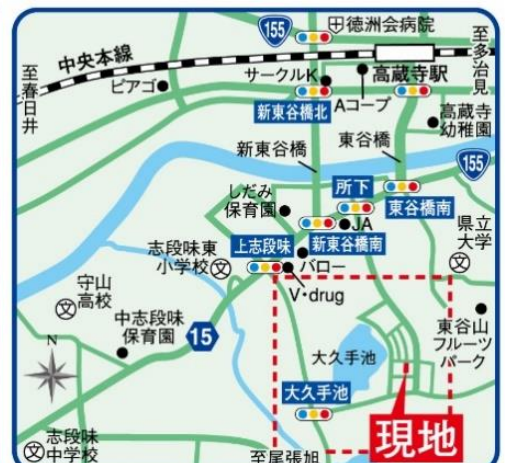 155
徳洲会病院
至多治見
中央本線
至春日井
ピアゴ
サークルK
高蔵寺駅
新東谷橋北
Aコープ
高蔵寺
幼稚園
新東谷橋
東谷橋
155
しだみ
保育園
所下
東谷橋南
JA
県立
大学
上志段味
新東谷橋南
志段味東
小学校
文
バロー
文
V・drug
守山
高校
文
中志段味
保育園
15
東谷山
フルーツ
パーク
N
大久手池
大久手池
現地
志段味
中学校
文
至尾張旭